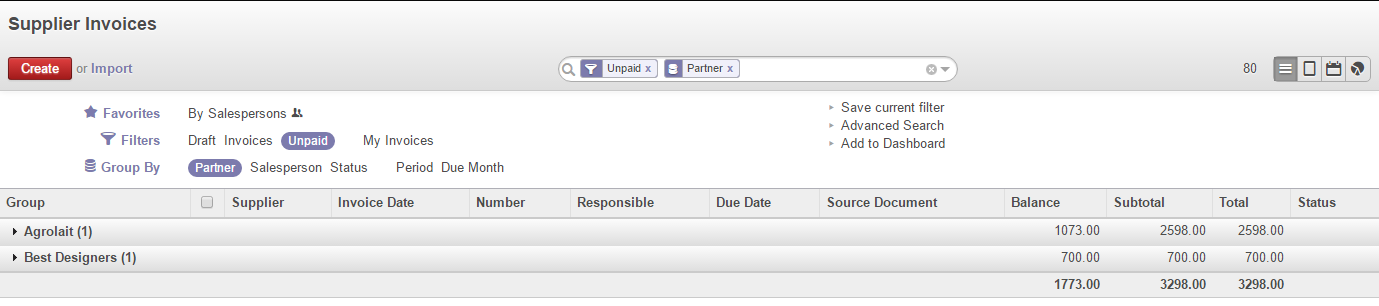 Supplier Invoices
Create or Import Unpaid x Partner x 80
Favorites By Salespersons Save current filter
Filters Draft Invoices Unpaid My Invoices Advanced Search
Add to Dashboard
Group By Partner Salesperson Status Period Due Month
Group Supplier Invoice Date Number Responsible Due Date Source Document Balance Subtotal Total Status
Agrolait (1) 1073.00 2598.00 2598.00
Best Designers (1) 700.00 700.00 700.00
1773.00 3298.00 3298.00